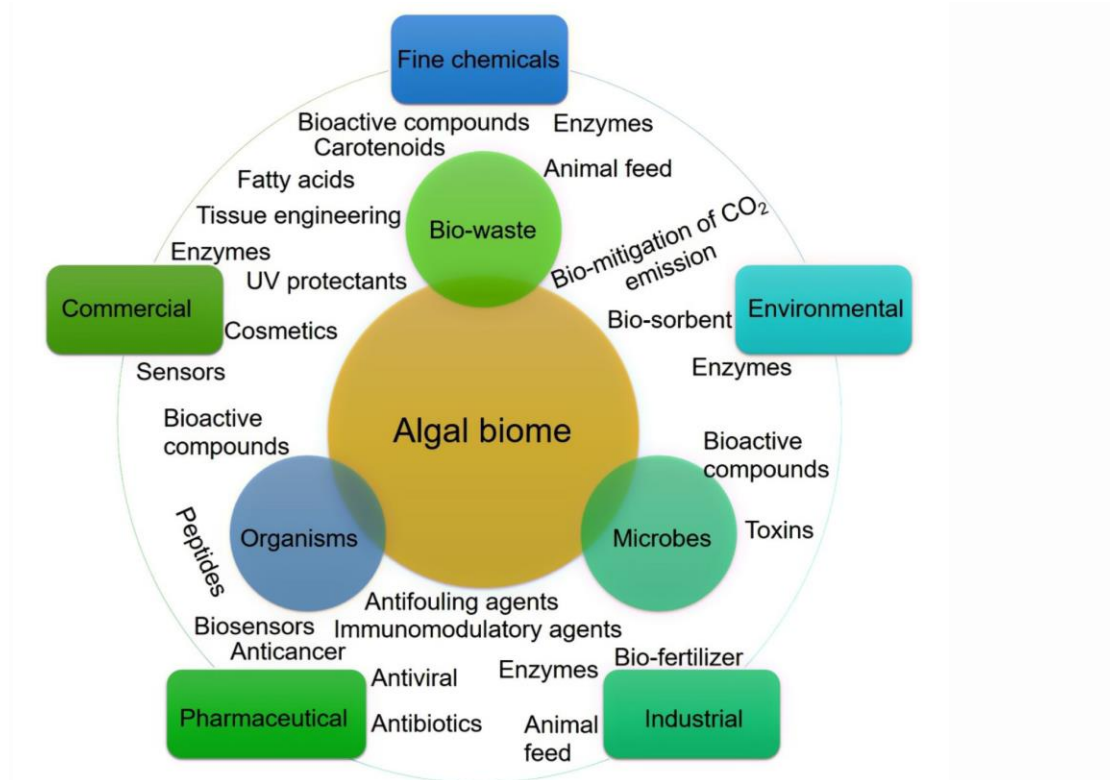 Fine chemicals
Bioactive compounds
Enzymes
Carotenoids
Animal feed
Fatty acids
Tissue engineering
Bio-waste
Enzymes
Bio-mitigation of CO₂
emission
UV protectants
Commercial
Environmental
Bio-sorbent
Cosmetics
Sensors
Enzymes
Bioactive
compounds
Algal biome
Bioactive
compounds
Peptides
Organisms
Microbes
Toxins
Antifouling agents
Immunomodulatory agents
Biosensors
Anticancer
Antiviral
Enzymes
Bio-fertilizer
Pharmaceutical
Antibiotics
Animal
feed
Industrial